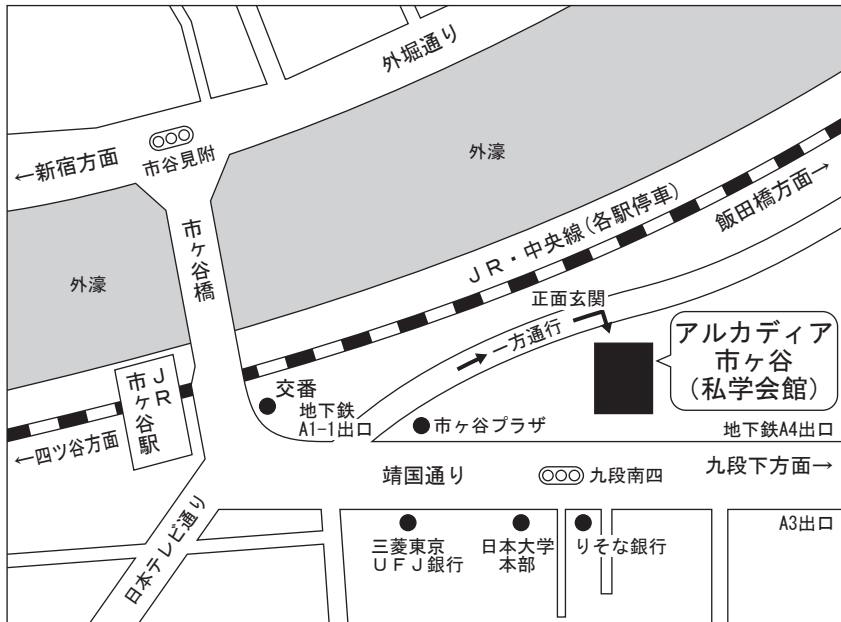 外堀通り
←新宿方面
市谷見附
外濠
市ヶ谷橋
外濠
JR・中央線(各駅停車)
飯田橋方面→
正面玄関
一方通行
アルカディア
市ヶ谷
(私学会館)
JR
市ヶ谷駅
交番
地下鉄
A1-1出口
市ヶ谷プラザ
地下鉄A4出口
←四ツ谷方面
靖国通り
九段南四
九段下方面→
日本テレビ通り
三菱東京
UFJ銀行
日本大学
本部
りそな銀行
A3出口